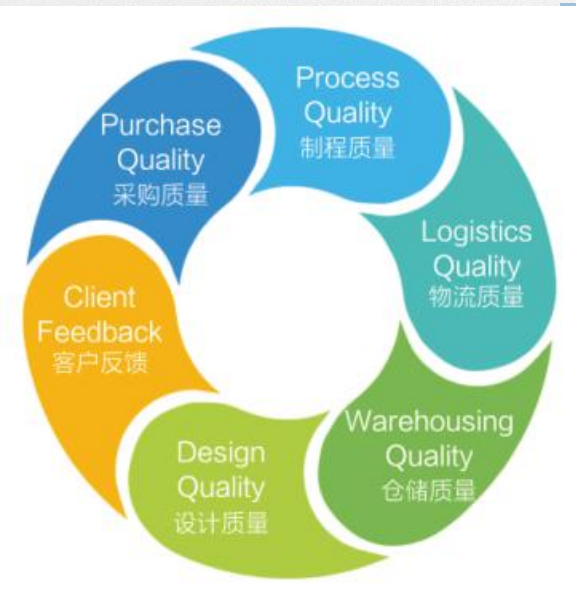 Process
Quality
制程质量
Logistics
Quality
物流质量
Warehousing
Quality
仓储质量
Design
Quality
设计质量
Client
Feedback
客户反馈
Purchase
Quality
采购质量